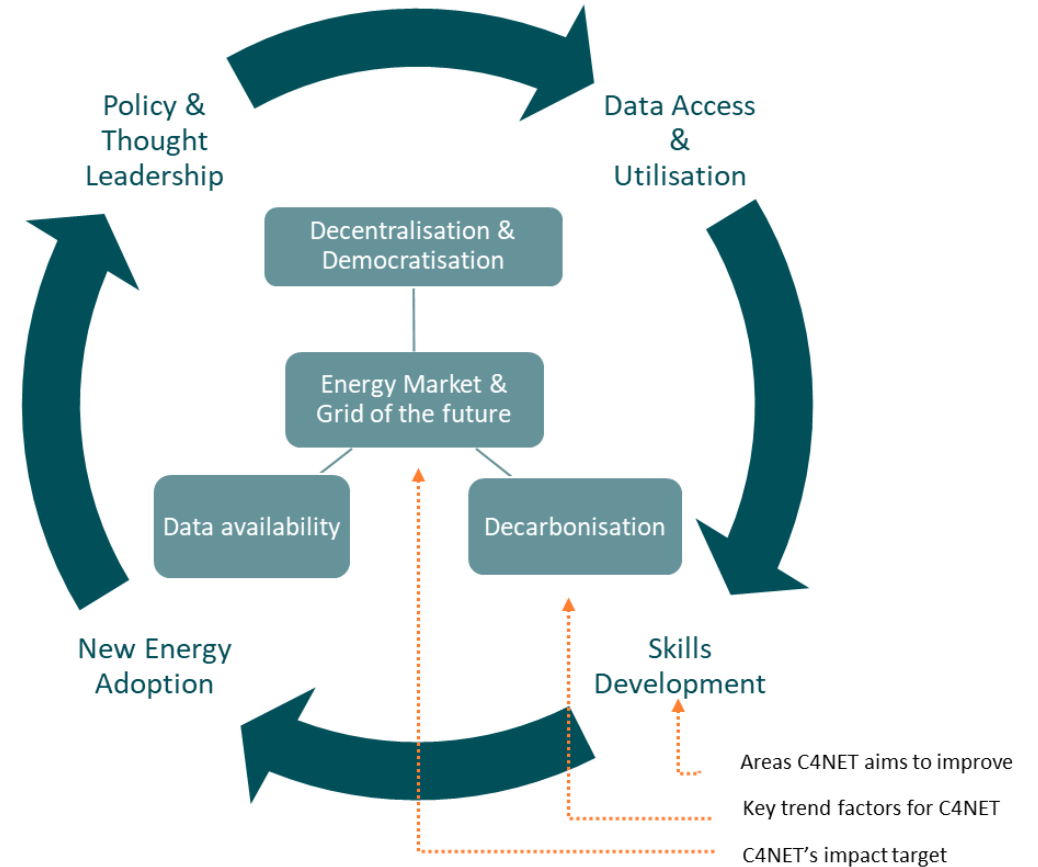 Policy &
Thought
Leadership
Data Access
&
Utilisation
Decentralisation &
Democratisation
Energy Market &
Grid of the future
Data availability
Decarbonisation
New Energy
Adoption
Skills
Development
Areas C4NET aims to improve
Key trend factors for C4NET
C4NET’s impact target